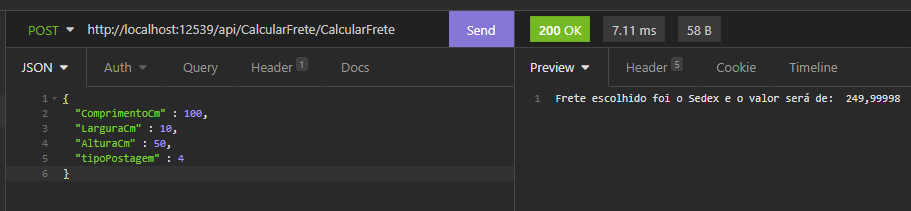 POST http://localhost:12539/api/CalcularFrete/CalcularFrete Send 200 OK 7.11 ms 58 B
JSON Auth Query Header 1 Docs Preview Header 5 Cookie Timeline
1 {
2 "ComprimentoCm" : 100,
3 "LarguraCm" : 10,
4 "AlturaCm" : 50,
5 "tipoPostagem" : 4
6 }
1 Frete escolhido foi o Sedex e o valor será de: 249,99998